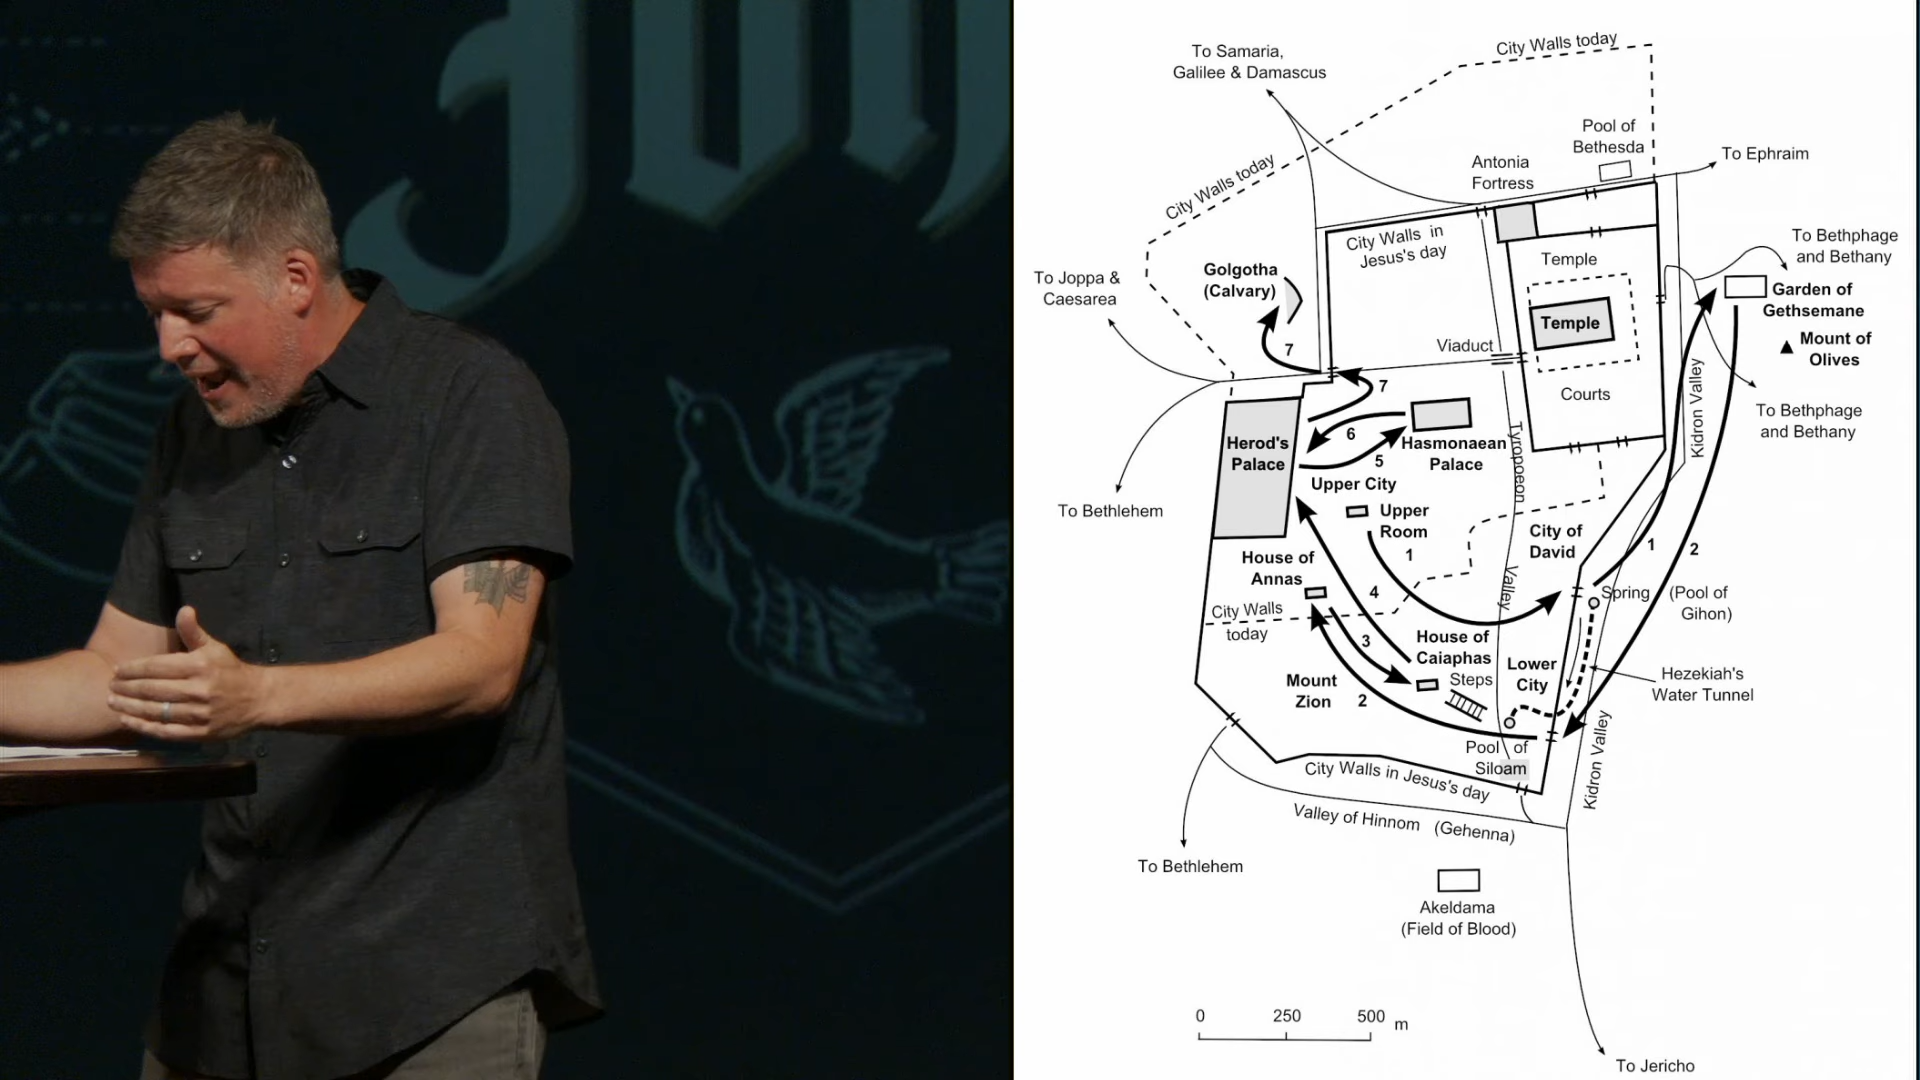 City Walls today
To Samaria,
Galilee & Damascus
Pool of
Bethesda
To Ephraim
Antonia
Fortress
City Walls today
City Walls in
Jesus's day
Temple
To Bethphage
and Bethany
Golgotha
(Calvary)
To Joppa &
Caesarea
Garden of
Gethsemane
Temple
Mount of
Olives
Viaduct
7
7
Courts
Kidron Valley
To Bethphage
and Bethany
Herod's
Palace
6
Hasmonaean
Palace
5
Tyropoeon
Valley
Upper City
To Bethlehem
Upper
Room
1
City of
David
1
2
House of
Annas
4
Spring (Pool of
Gihon)
City Walls
today
3
House of
Caiaphas
Steps
Lower
City
Hezekiah's
Water Tunnel
Mount
Zion
2
Pool of
Siloam
Kidron Valley
City Walls in Jesus's day
Valley of Hinnom (Gehenna)
To Bethlehem
Akeldama
(Field of Blood)
0 250 500 m
To Jericho